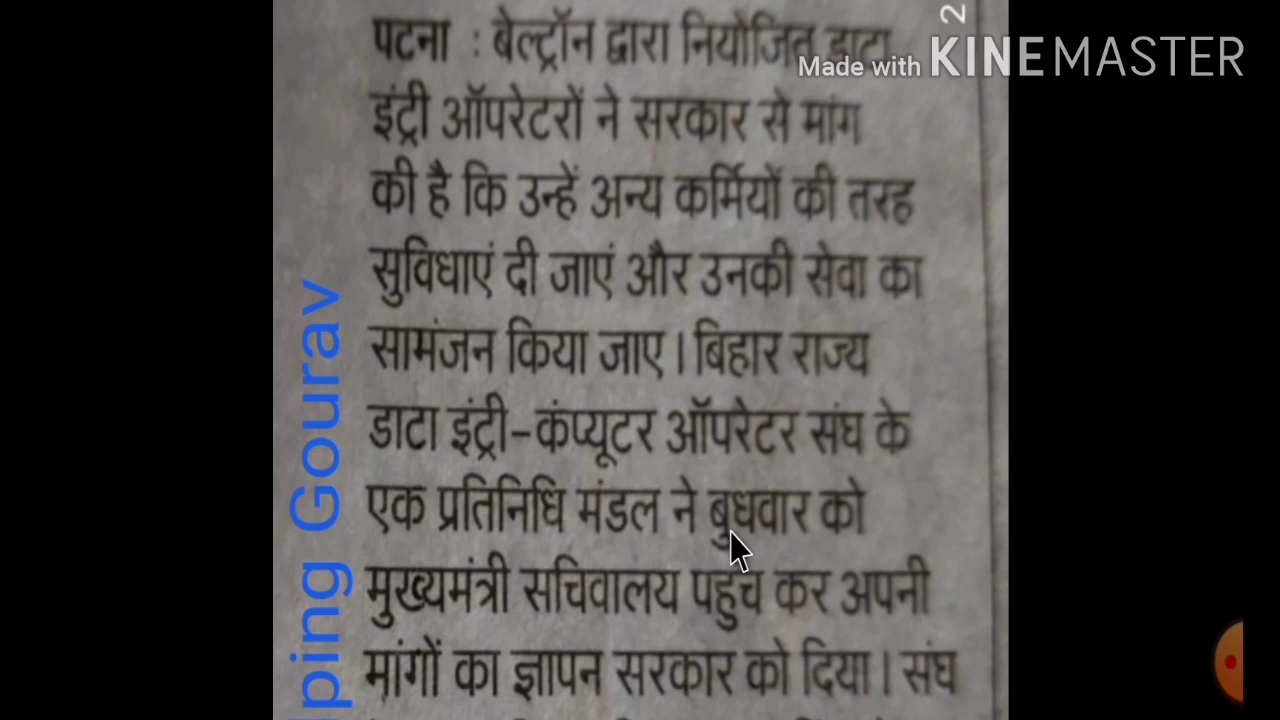 पटना : बेल्ट्रॉन द्वारा नियोजित डाटा
इंट्री ऑपरेटरों ने सरकार से मांग
की है कि उन्हें अन्य कर्मियों की तरह
सुविधाएं दी जाएं और उनकी सेवा का
सामंजन किया जाए। बिहार राज्य
डाटा इंट्री-कंप्यूटर ऑपरेटर संघ के
एक प्रतिनिधि मंडल ने बुधवार को
मुख्यमंत्री सचिवालय पहुंच कर अपनी
मांगों का ज्ञापन सरकार को दिया। संघ
Made with KINEMASTER
ping Gourav
2